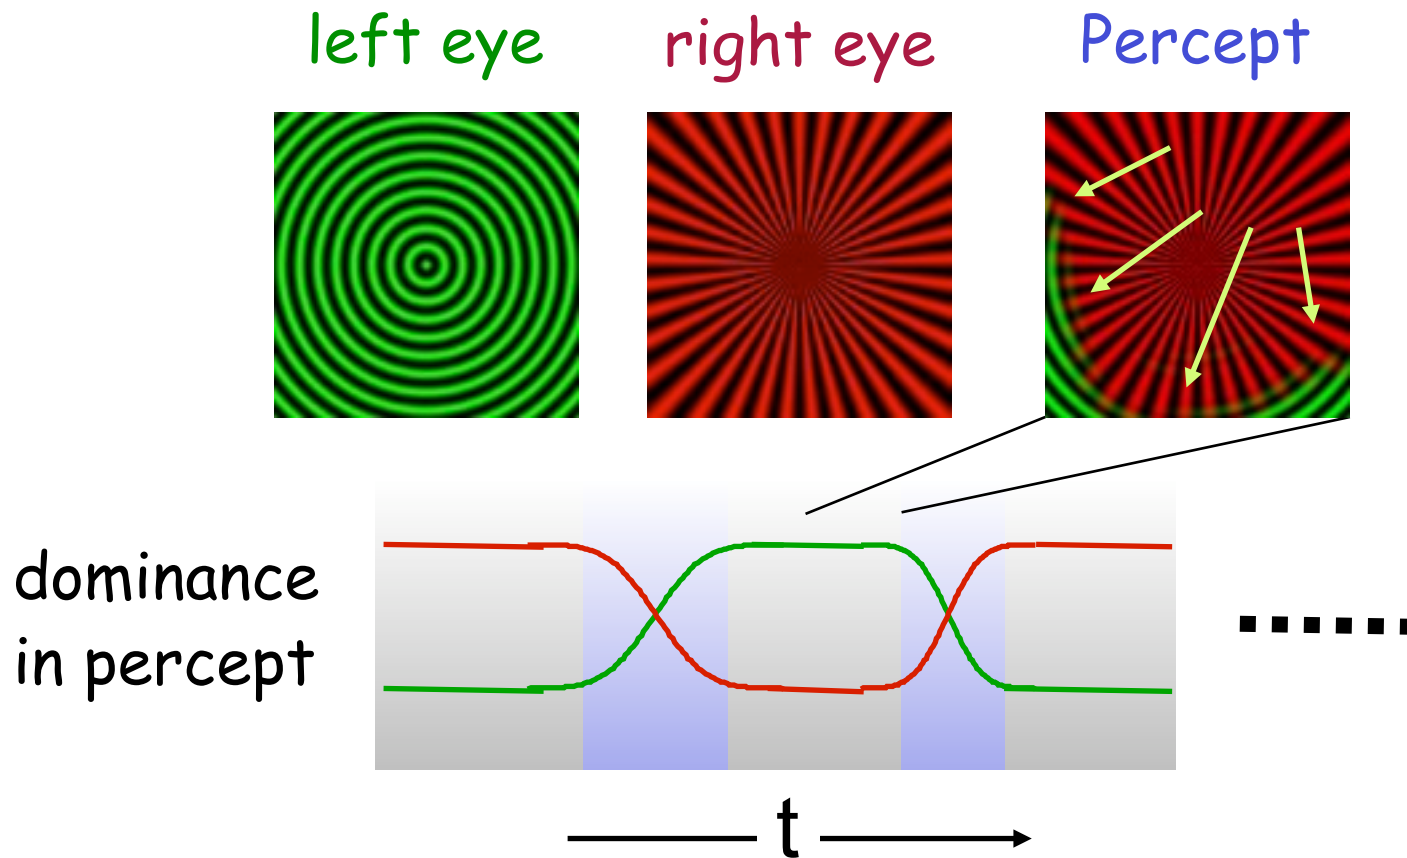 left eye
right eye
Percept
dominance
in percept
t